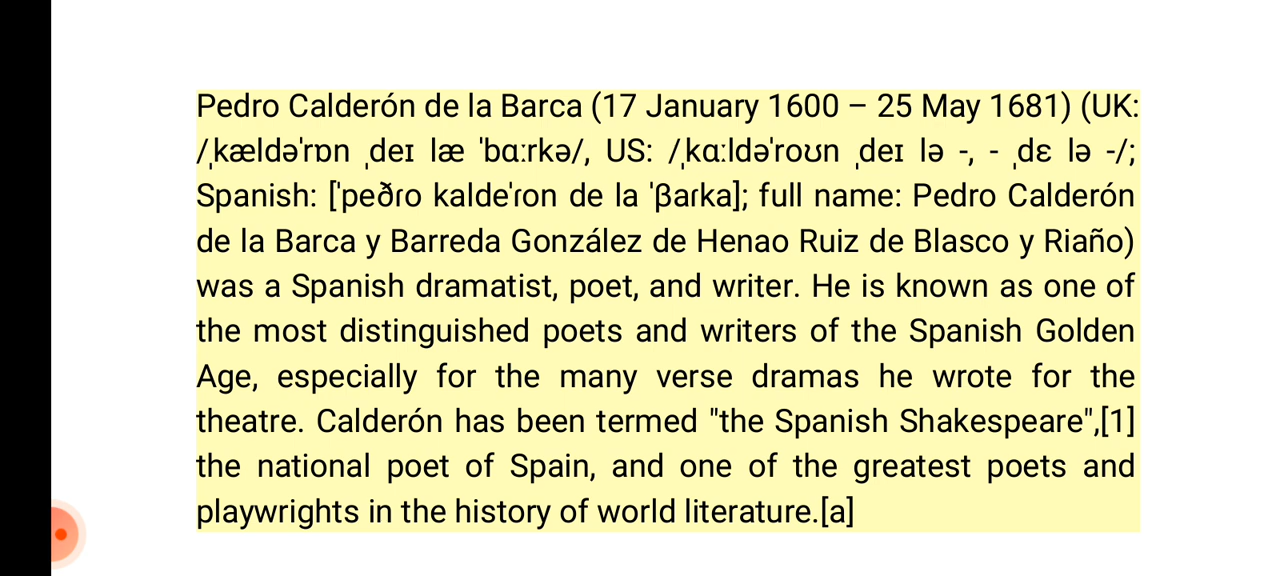 Pedro Calderón de la Barca (17 January 1600 – 25 May 1681) (UK:
/ˌkældəˈrɒn ˌdeɪ læ ˈbɑːrkə/, US: /ˌkɑːldəˈroʊn ˌdeɪ lə -, - ˌdɛ lə -/;
Spanish: [ˈpeðɾo kaldeˈɾon de la ˈβaɾka]; full name: Pedro Calderón
de la Barca y Barreda González de Henao Ruiz de Blasco y Riaño)
was a Spanish dramatist, poet, and writer. He is known as one of
the most distinguished poets and writers of the Spanish Golden
Age, especially for the many verse dramas he wrote for the
theatre. Calderón has been termed "the Spanish Shakespeare",[1]
the national poet of Spain, and one of the greatest poets and
playwrights in the history of world literature.[a]